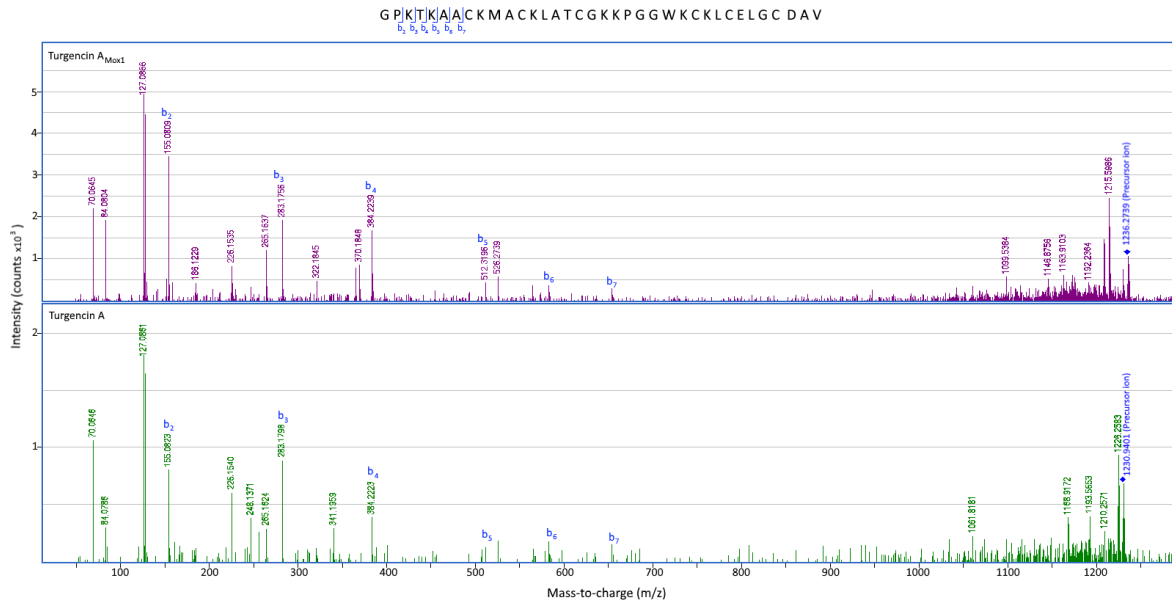 G P K T K A A C K M A C K L A T C G K K P G G W K C K L C E L G C D A V
b2 b3 b4 b5 b6 b7
Turgencin A Mox1
70.0645
84.0804
127.0866
b2
155.0809
186.1229
226.1535
265.1637
b3
283.1756
322.1845
370.1848
b4
384.2239
b5
512.3196
526.2739
b6
b7
1099.5384
1146.8756
1163.9103
1192.2364
1215.5986
1236.2739 (Precursor ion)
5
4
3
2
1
Turgencin A
70.0646
84.0786
127.0861
b2
155.0823
226.1540
248.1371
265.1624
b3
283.1798
341.1959
b4
384.2223
b5
b6
b7
1061.8181
1168.9172
1193.5653
1210.2571
1226.2583
1230.9401 (Precursor ion)
2
1
Intensity (counts x10³)
100 200 300 400 500 600 700 800 900 1000 1100 1200
Mass-to-charge (m/z)